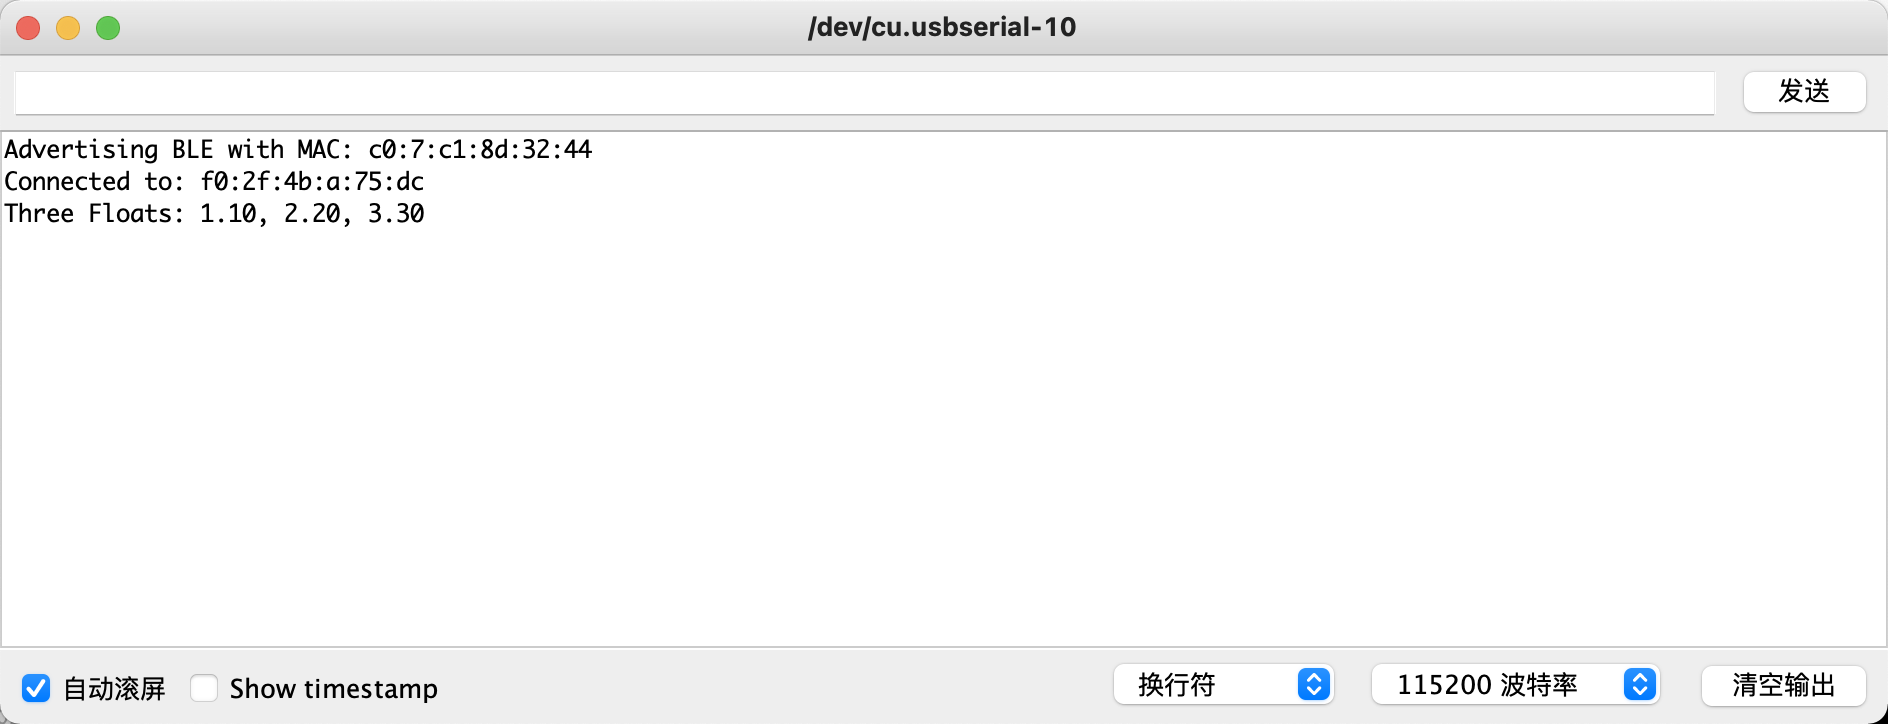 /dev/cu.usbserial-10
发送
Advertising BLE with MAC: c0:7:c1:8d:32:44
Connected to: f0:2f:4b:a:75:dc
Three Floats: 1.10, 2.20, 3.30
自动滚屏 Show timestamp 换行符 115200 波特率 清空输出